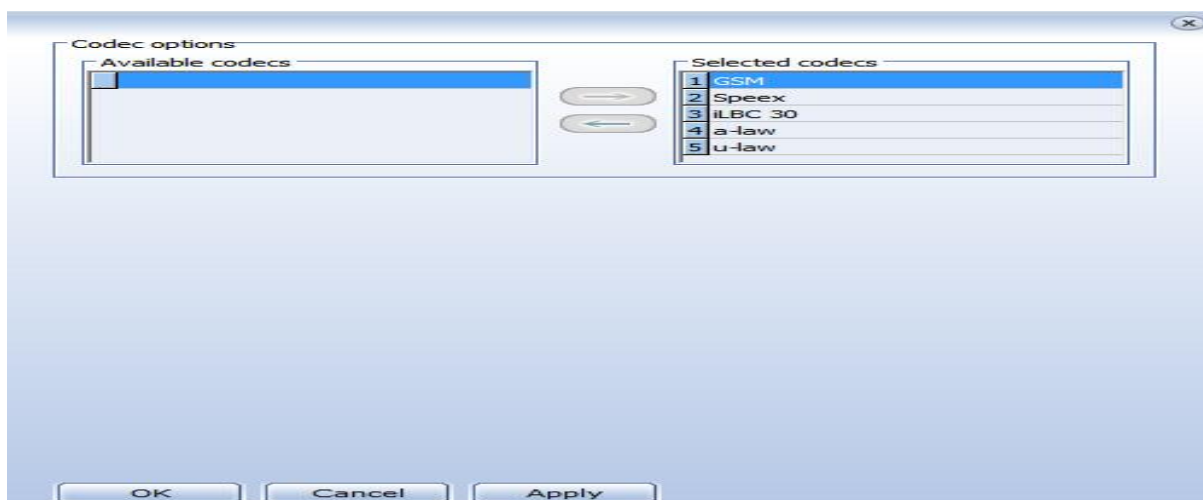 Codec options
Available codecs
Selected codecs
1 GSM
2 Speex
3 iLBC 30
4 a-law
5 u-law
OK Cancel Apply